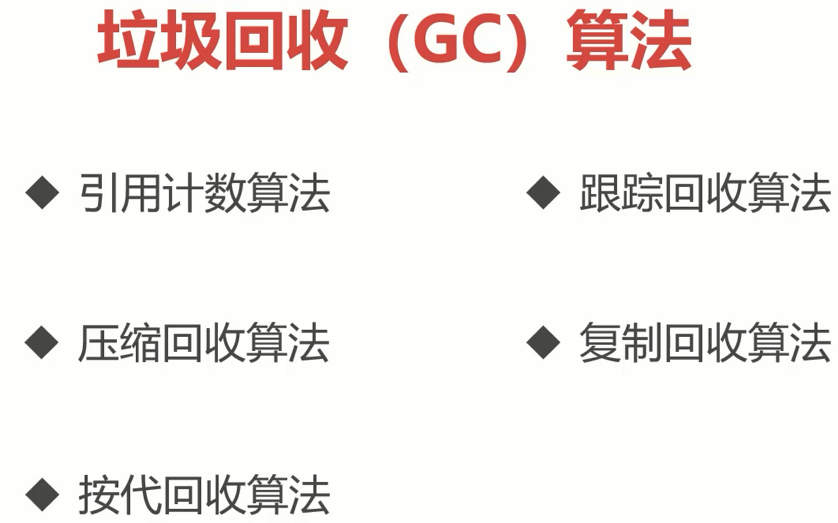 垃圾回收（GC）算法
◆ 引用计数算法
◆ 跟踪回收算法
◆ 压缩回收算法
◆ 复制回收算法
◆ 按代回收算法